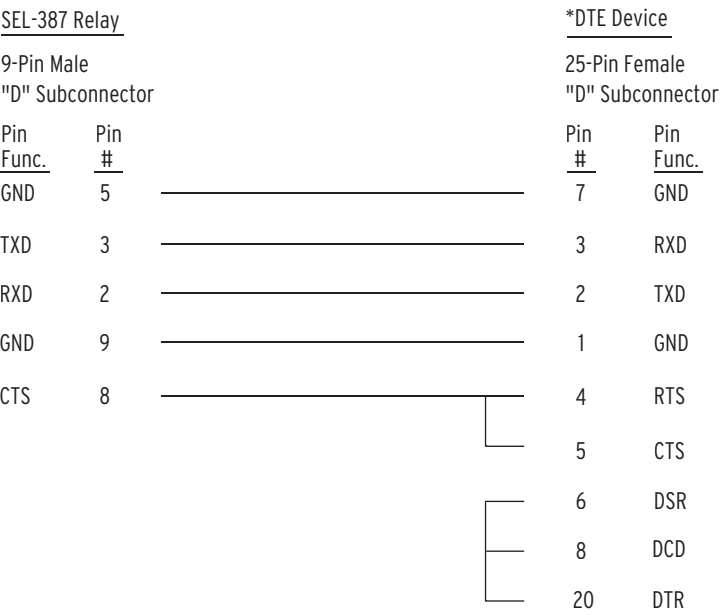 SEL-387 Relay *DTE Device
9-Pin Male 25-Pin Female
"D" Subconnector "D" Subconnector
Pin Pin Pin Pin
Func. # # Func.
GND 5 7 GND
TXD 3 3 RXD
RXD 2 2 TXD
GND 9 1 GND
CTS 8 4 RTS
5 CTS
6 DSR
8 DCD
20 DTR